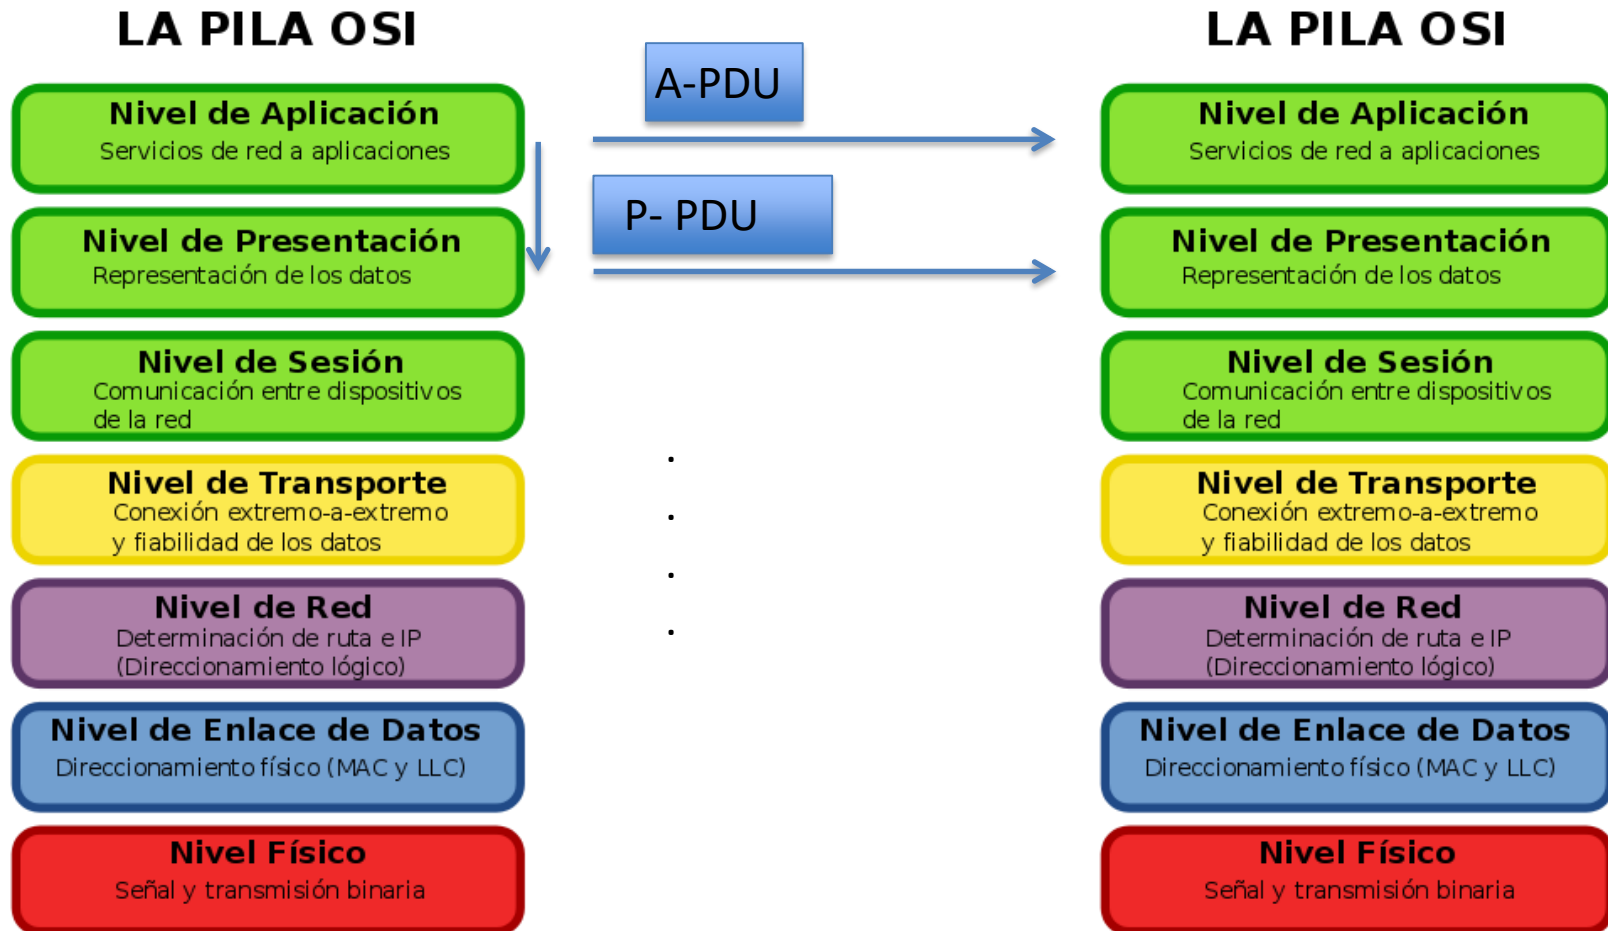 LA PILA OSI
Nivel de Aplicación
Servicios de red a aplicaciones
Nivel de Presentación
Representación de los datos
Nivel de Sesión
Comunicación entre dispositivos
de la red
Nivel de Transporte
Conexión extremo-a-extremo
y fiabilidad de los datos
Nivel de Red
Determinación de ruta e IP
(Direccionamiento lógico)
Nivel de Enlace de Datos
Direccionamiento físico (MAC y LLC)
Nivel Físico
Señal y transmisión binaria
A-PDU
P- PDU
.
.
.
.
LA PILA OSI
Nivel de Aplicación
Servicios de red a aplicaciones
Nivel de Presentación
Representación de los datos
Nivel de Sesión
Comunicación entre dispositivos
de la red
Nivel de Transporte
Conexión extremo-a-extremo
y fiabilidad de los datos
Nivel de Red
Determinación de ruta e IP
(Direccionamiento lógico)
Nivel de Enlace de Datos
Direccionamiento físico (MAC y LLC)
Nivel Físico
Señal y transmisión binaria